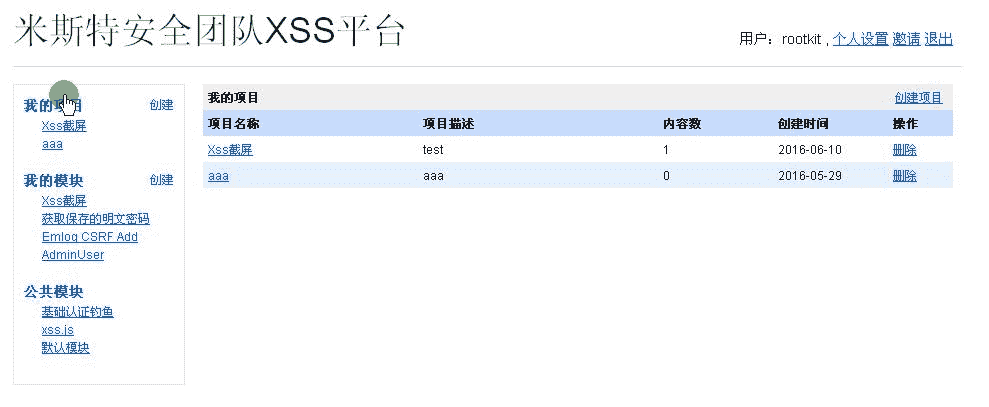 米斯特安全团队XSS平台
用户：rootkit , 个人设置 邀请 退出
我的项目 创建
Xss截屏
aaa
我的模块 创建
Xss截屏
获取保存的明文密码
Emlog CSRF Add
AdminUser
公共模块
基础认证钓鱼
xss.js
默认模块
我的项目 创建项目
项目名称 项目描述 内容数 创建时间 操作
Xss截屏 test 1 2016-06-10 删除
aaa aaa 0 2016-05-29 删除